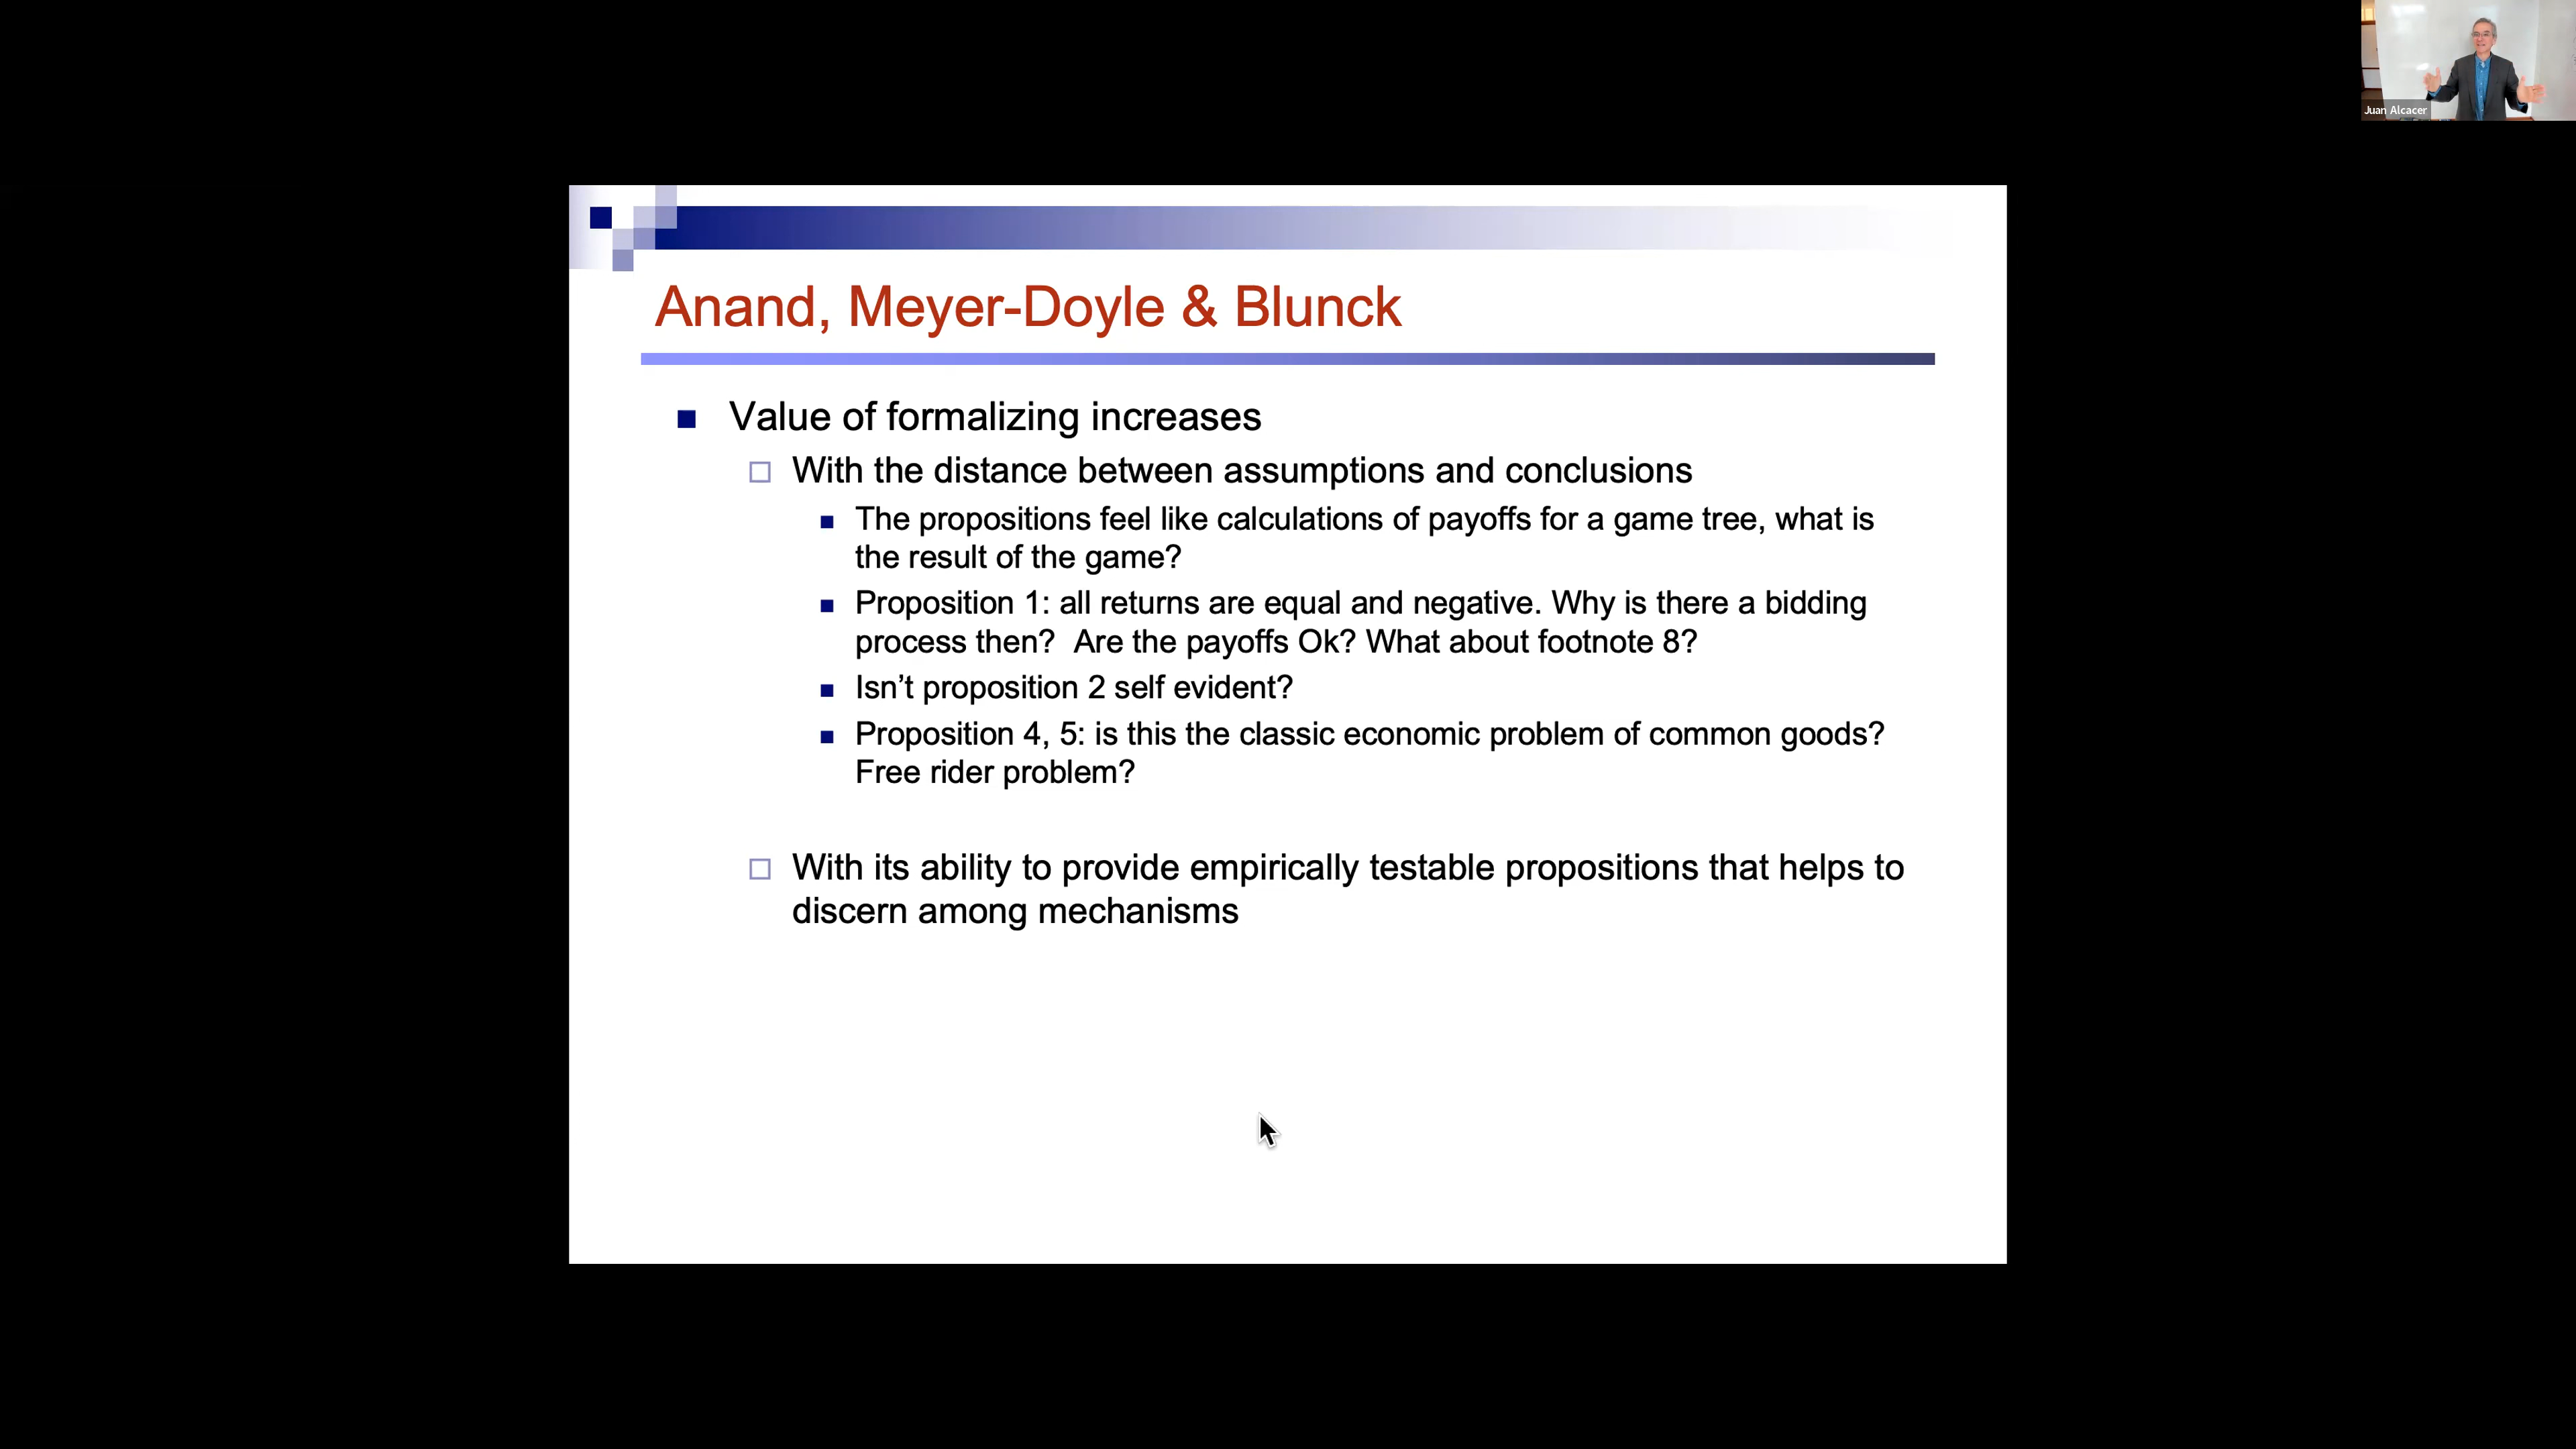 Juan Alcacer
Anand, Meyer-Doyle & Blunck
Value of formalizing increases
With the distance between assumptions and conclusions
The propositions feel like calculations of payoffs for a game tree, what is
the result of the game?
Proposition 1: all returns are equal and negative. Why is there a bidding
process then?  Are the payoffs Ok? What about footnote 8?
Isn’t proposition 2 self evident?
Proposition 4, 5: is this the classic economic problem of common goods?
Free rider problem?
With its ability to provide empirically testable propositions that helps to
discern among mechanisms